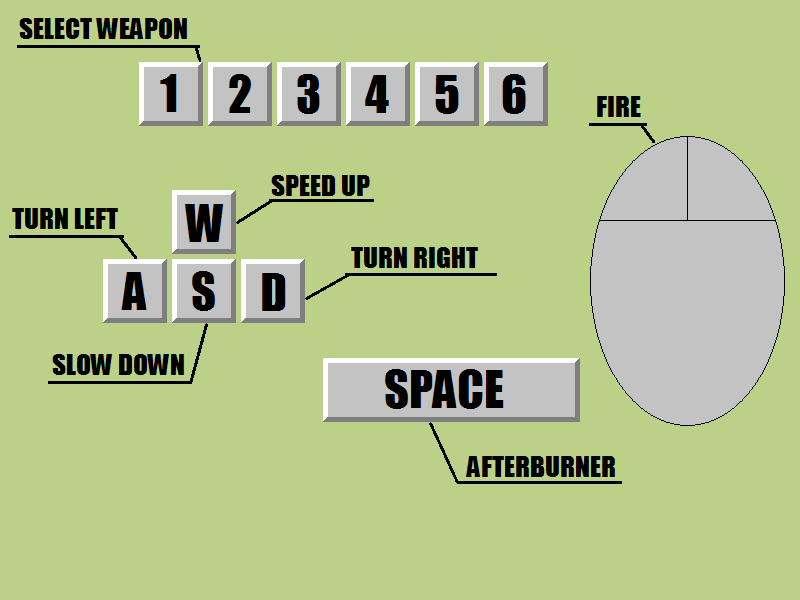 SELECT WEAPON
1 2 3 4 5 6
FIRE
SPEED UP
TURN LEFT
W
TURN RIGHT
A S D
SLOW DOWN
SPACE
AFTERBURNER